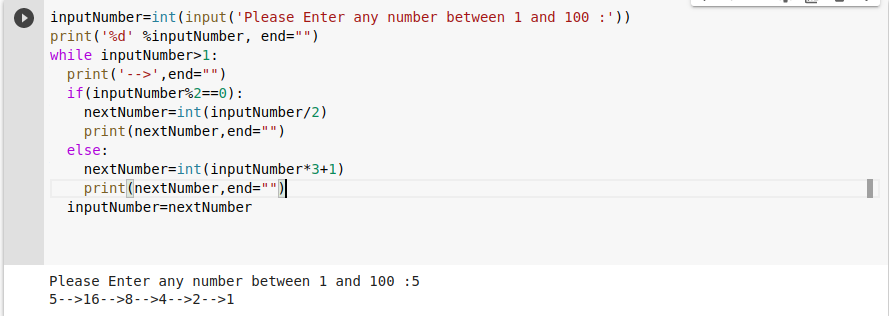 inputNumber=int(input('Please Enter any number between 1 and 100 :'))
print('%d' %inputNumber, end="")
while inputNumber>1:
  print('-->',end="")
  if(inputNumber%2==0):
    nextNumber=int(inputNumber/2)
    print(nextNumber,end="")
  else:
    nextNumber=int(inputNumber*3+1)
    print(nextNumber,end="")
  inputNumber=nextNumber
Please Enter any number between 1 and 100 :5
5-->16-->8-->4-->2-->1